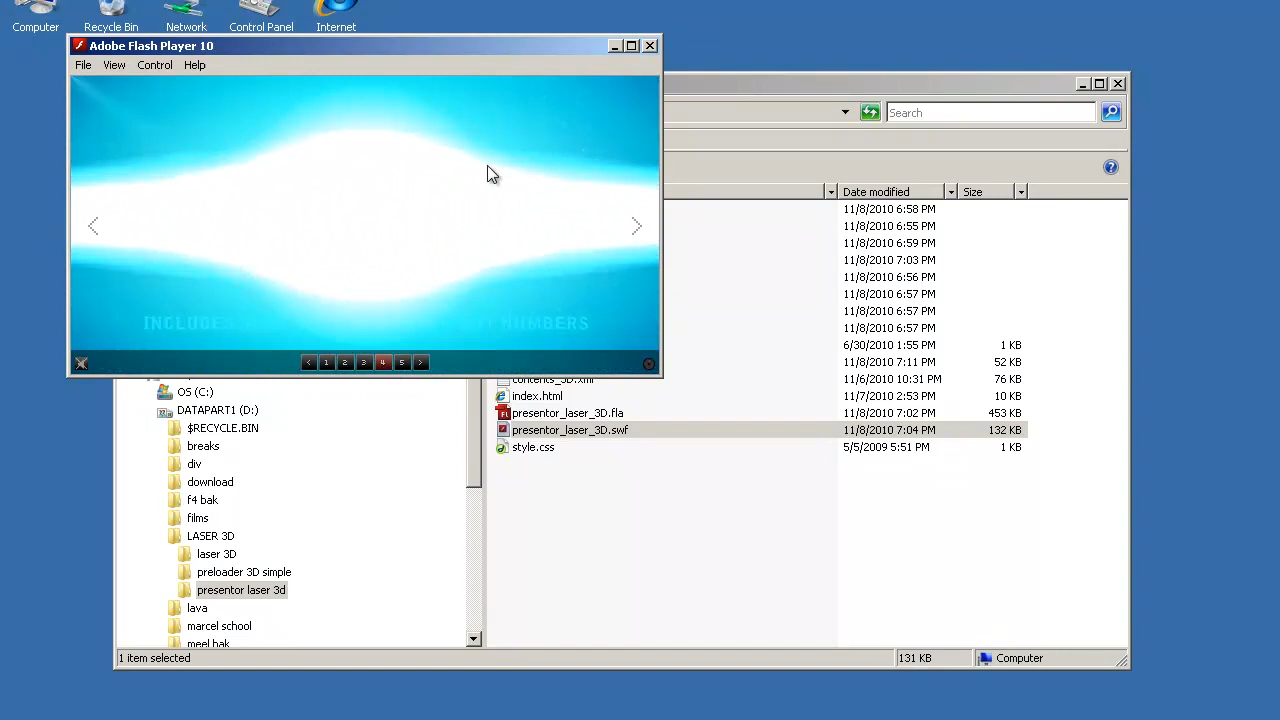 Computer
Recycle Bin
Network
Control Panel
Internet
Adobe Flash Player 10
File View Control Help
INCLUDES
NUMBERS
< 1 2 3 4 5 >
Search
Date modified
Size
11/8/2010 6:58 PM
11/8/2010 6:55 PM
11/8/2010 6:59 PM
11/8/2010 7:03 PM
11/8/2010 6:56 PM
11/8/2010 6:57 PM
11/8/2010 6:57 PM
11/8/2010 6:57 PM
6/30/2010 1:55 PM 1 KB
11/8/2010 7:11 PM 52 KB
contents_3D.xml 11/6/2010 10:31 PM 76 KB
index.html 11/7/2010 2:53 PM 10 KB
presentor_laser_3D.fla 11/8/2010 7:02 PM 453 KB
presentor_laser_3D.swf 11/8/2010 7:04 PM 132 KB
style.css 5/5/2009 5:51 PM 1 KB
OS (C:)
DATAPART1 (D:)
$RECYCLE.BIN
breaks
div
download
f4 bak
films
LASER 3D
laser 3D
preloader 3D simple
presentor laser 3d
lava
marcel school
meel bak
1 item selected
131 KB
Computer